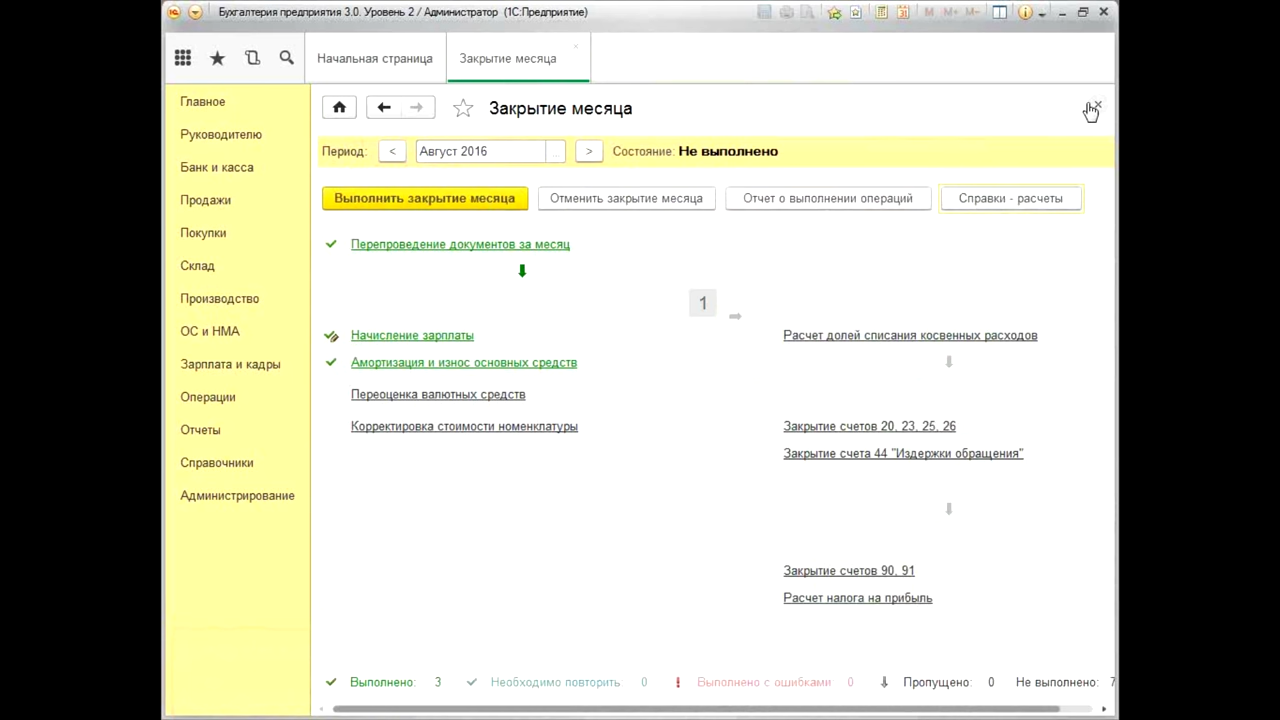 Бухгалтерия предприятия 3.0. Уровень 2 / Администратор (1С:Предприятие)
M M+ M-
Начальная страница
Закрытие месяца
Главное
Руководителю
Банк и касса
Продажи
Покупки
Склад
Производство
ОС и НМА
Зарплата и кадры
Операции
Отчеты
Справочники
Администрирование
Закрытие месяца
Период: < Август 2016 ... > Состояние: Не выполнено
Выполнить закрытие месяца Отменить закрытие месяца Отчет о выполнении операций Справки - расчеты
Перепроведение документов за месяц
1
Начисление зарплаты Расчет долей списания косвенных расходов
Амортизация и износ основных средств
Переоценка валютных средств
Корректировка стоимости номенклатуры Закрытие счетов 20, 23, 25, 26
Закрытие счета 44 "Издержки обращения"
Закрытие счетов 90, 91
Расчет налога на прибыль
Выполнено: 3 Необходимо повторить 0 Выполнено с ошибками 0 Пропущено: 0 Не выполнено: 7